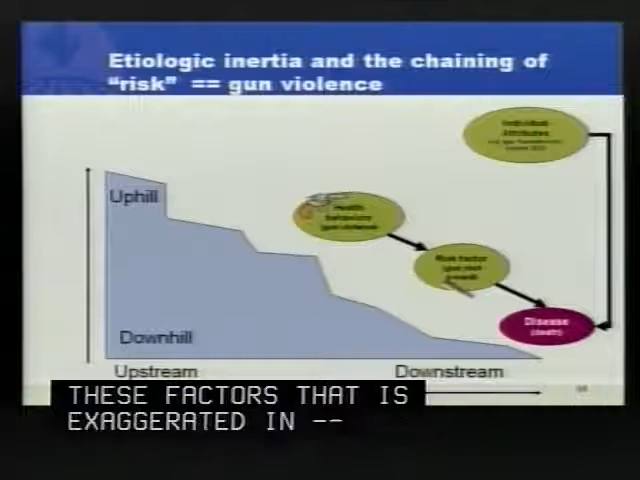 Etiologic inertia and the chaining of
“risk” == gun violence
Individual
Attributes
Uphill
Health
behaviors
(gun violence)
Risk factor
Disease
(death)
Downhill
Upstream
Downstream
THESE FACTORS THAT IS
EXAGGERATED IN --